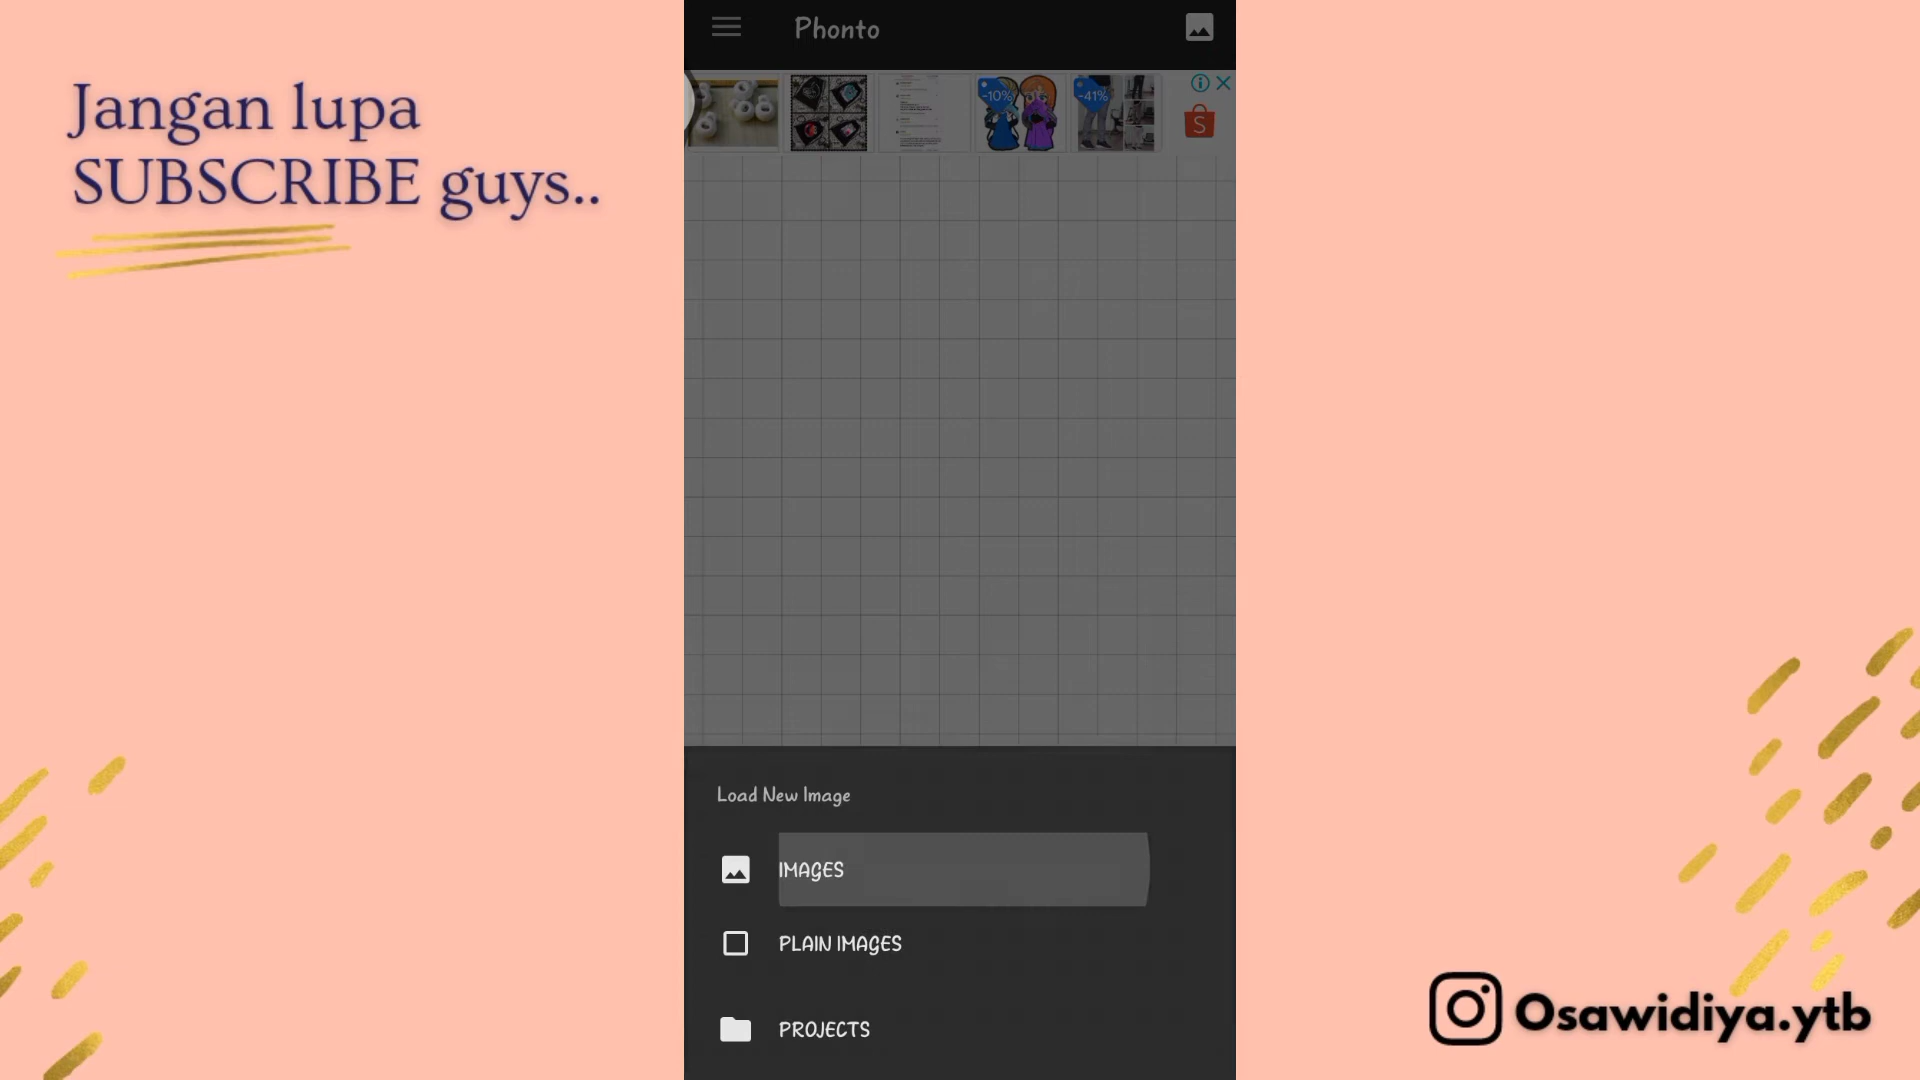 Jangan lupa
SUBSCRIBE guys..
Phonto
-10%
-41%
Load New Image
IMAGES
PLAIN IMAGES
PROJECTS
Osawidiya.ytb